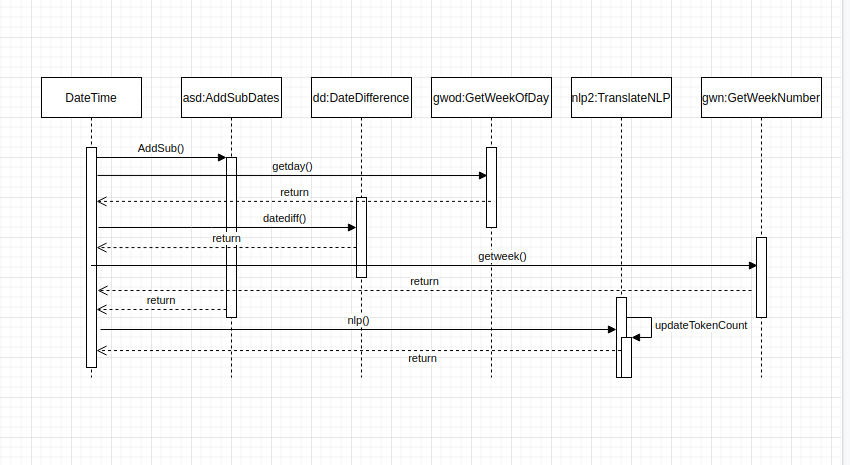 DateTime
asd:AddSubDates
dd:DateDifference
gwod:GetWeekOfDay
nlp2:TranslateNLP
gwn:GetWeekNumber
AddSub()
getday()
return
datediff()
return
getweek()
return
return
nlp()
updateTokenCount
return